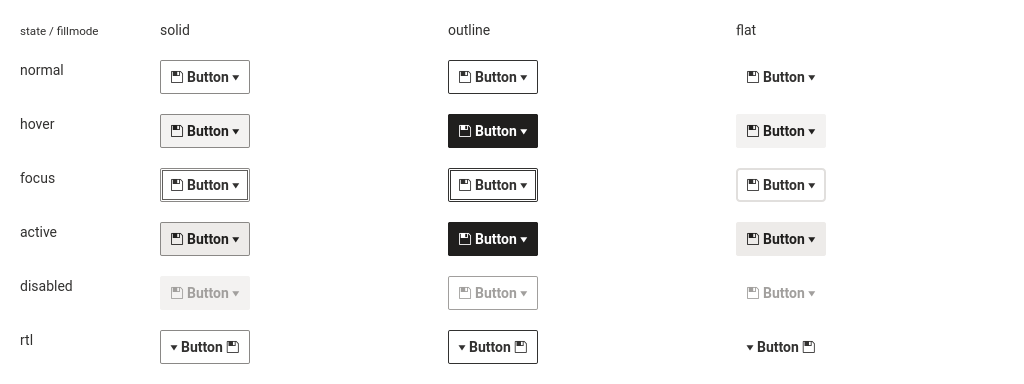 state / fillmode solid outline flat
normal Button Button Button
hover Button Button Button
focus Button Button Button
active Button Button Button
disabled Button Button Button
rtl Button Button Button